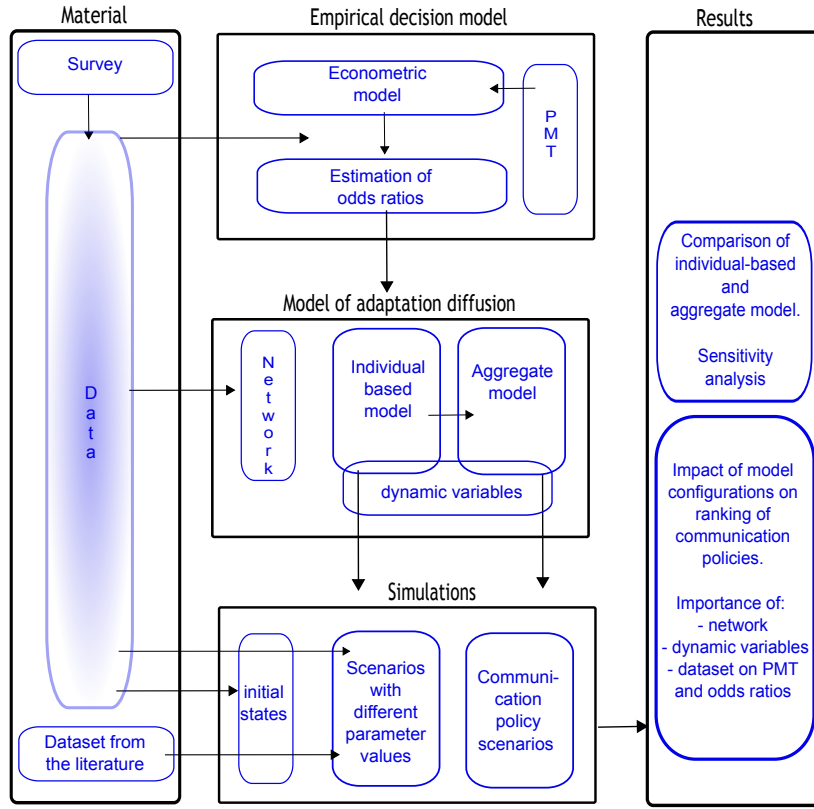 Material
Survey
D
a
t
a
Dataset from
the literature
Empirical decision model
Econometric
model
P
M
T
Estimation of
odds ratios
Model of adaptation diffusion
N
e
t
w
o
r
k
Individual
based
model
Aggregate
model
dynamic variables
Simulations
initial
states
Scenarios
with
different
parameter
values
Communi-
cation
policy
scenarios
Results
Comparison of
individual-based
and
aggregate model.
Sensitivity
analysis
Impact of model
configurations on
ranking of
communication
policies.
Importance of:
- network
- dynamic variables
- dataset on PMT
and odds ratios